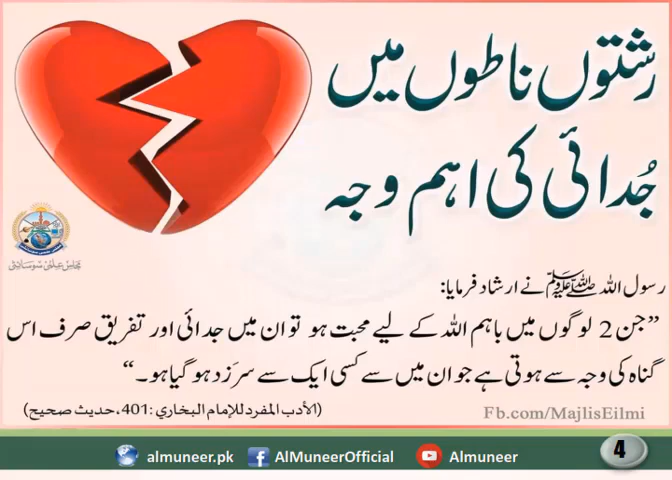 رشتوں ناطوں میں
جُدائی کی اہم وجہ
رسول اللہ ﷺ نے ارشاد فرمایا:
”جن 2 لوگوں میں باہم اللہ کے لیے محبت ہو تو ان میں جدائی اور تفریق صرف اس
گناہ کی وجہ سے ہوتی ہے جو ان میں سے کسی ایک سے سرزد ہو گیا ہو۔“
(الأدب المفرد للإمام البخاري :401، حديث صحيح)
Fb.com/MajlisEilmi
almuneer.pk
AlMuneerOfficial
Almuneer
4